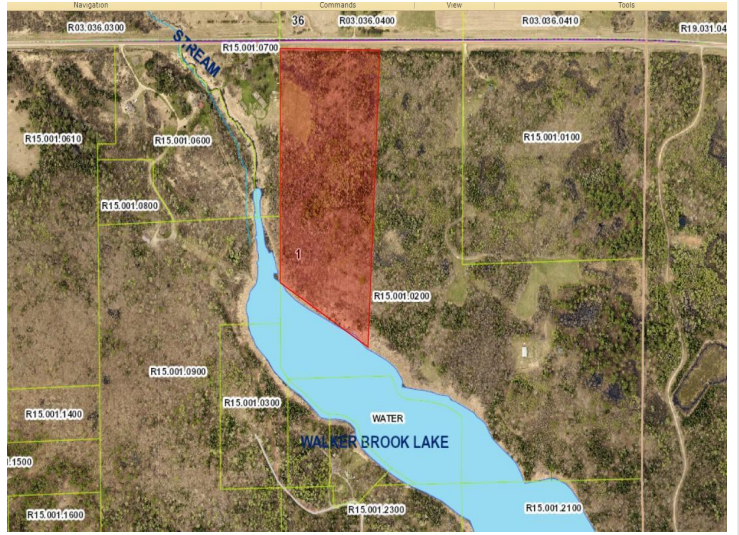 Navigation Commands View Tools
R03.036.0300 36 R03.036.0400 R03.036.0410 R19.031.04
STREAM R15.001.0700
R15.001.0610 R15.001.0600 R15.001.0100
R15.001.0800
1
R15.001.0200
R15.001.0900
R15.001.0300
R15.001.1400 WATER
WALKER BROOK LAKE
.1500
R15.001.1600 R15.001.2300 R15.001.2100